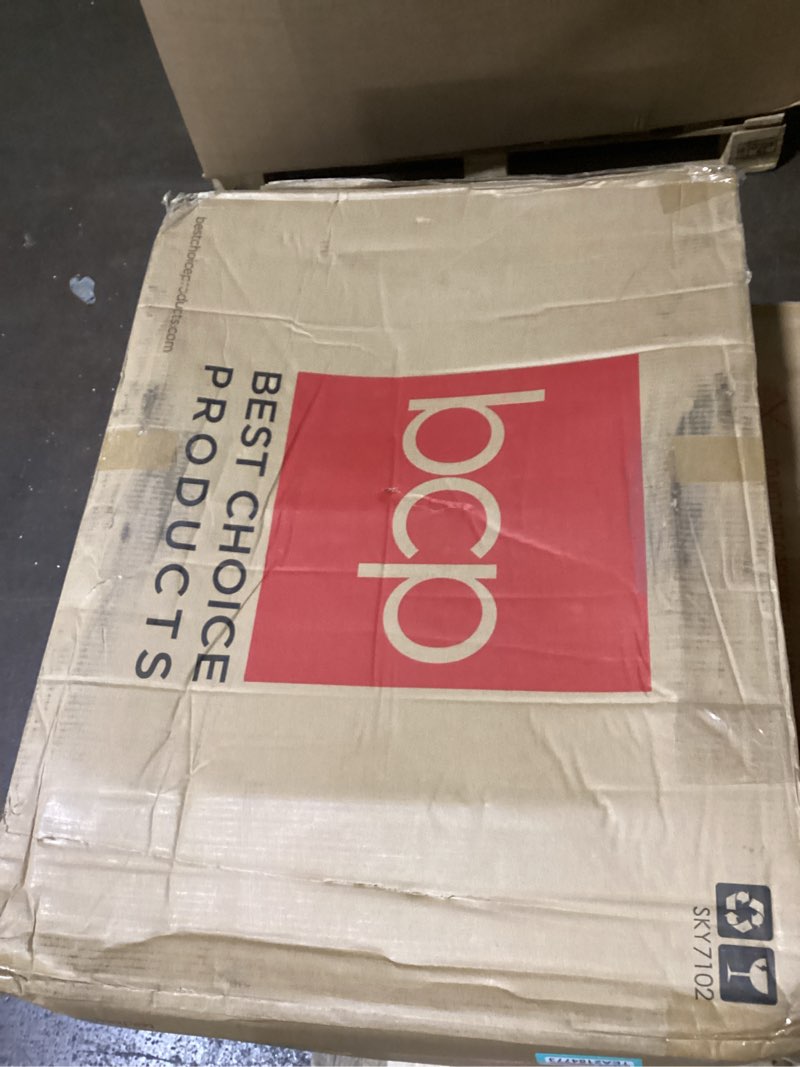 bcp
BEST CHOICE
PRODUCTS
bestchoiceproducts.com
SKY7102